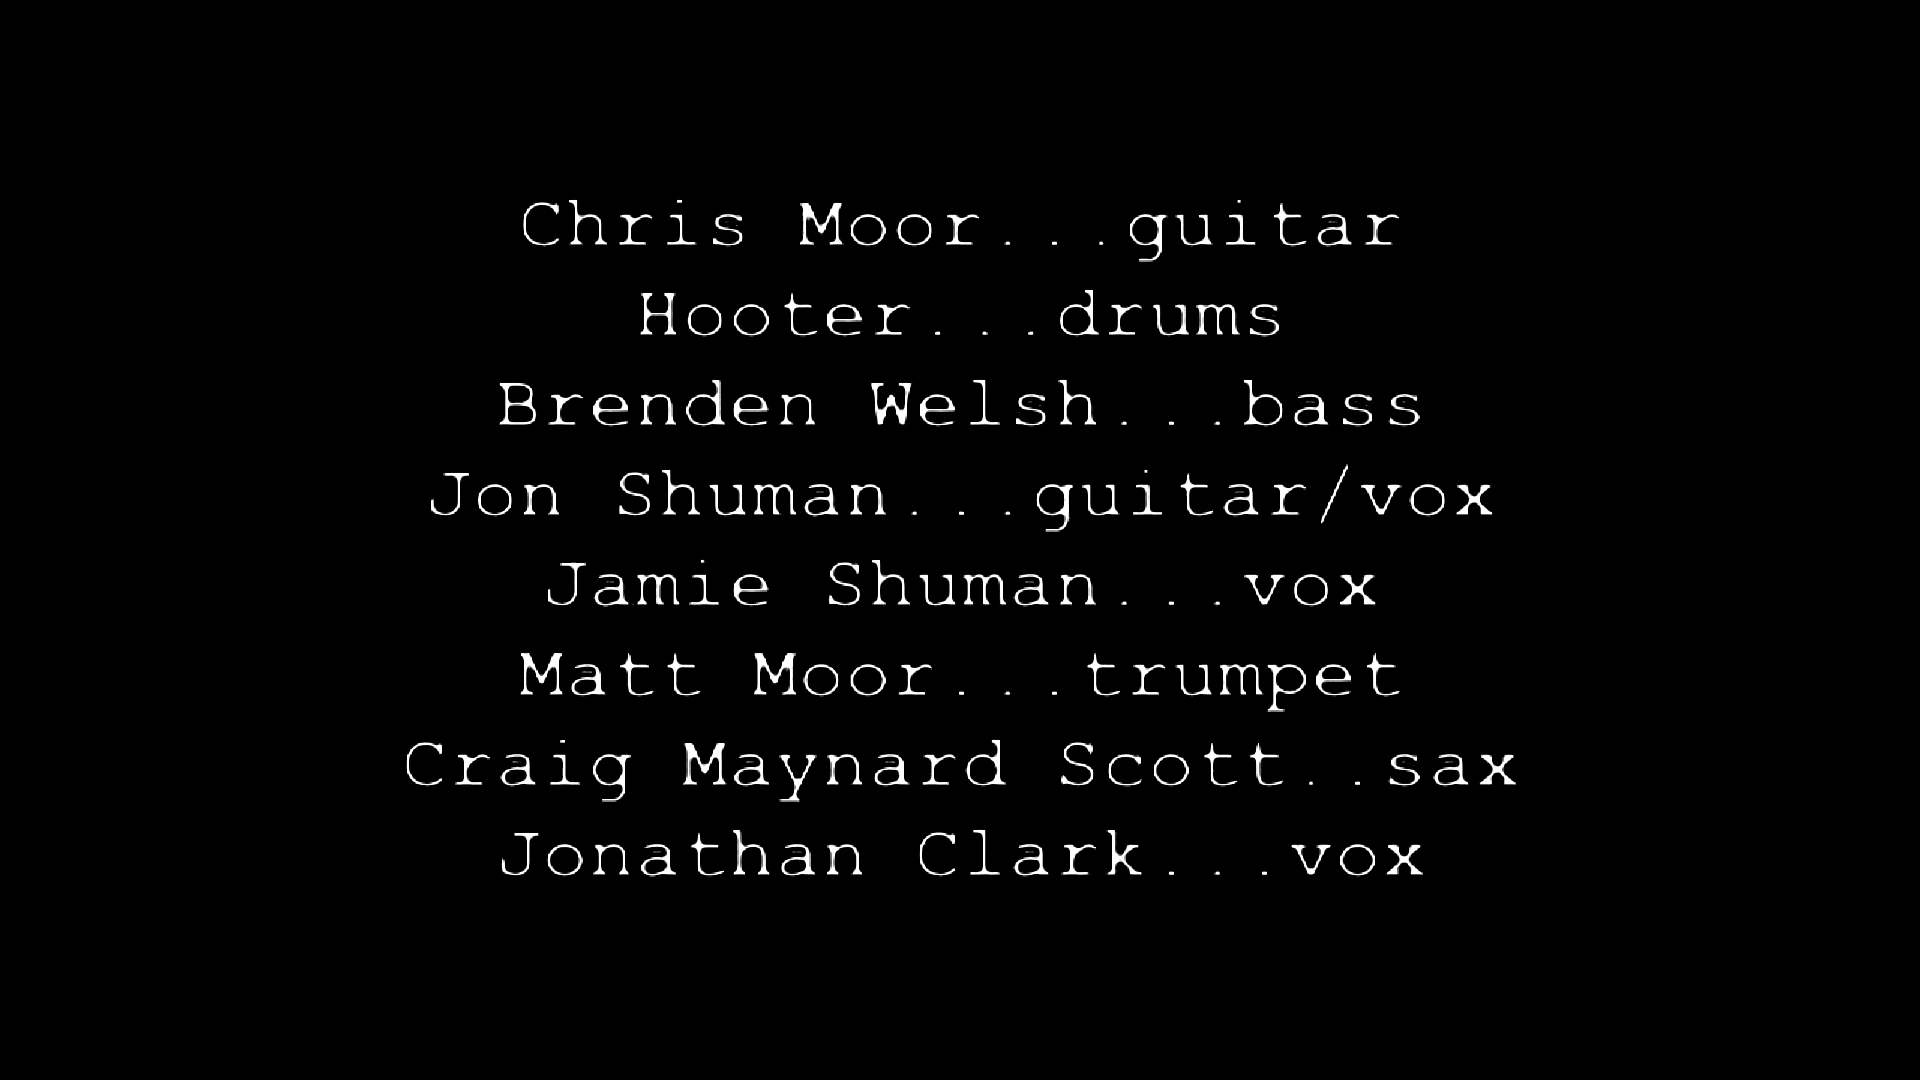 Chris Moor...guitar
Hooter...drums
Brenden Welsh...bass
Jon Shuman...guitar/vox
Jamie Shuman...vox
Matt Moor...trumpet
Craig Maynard Scott..sax
Jonathan Clark...vox